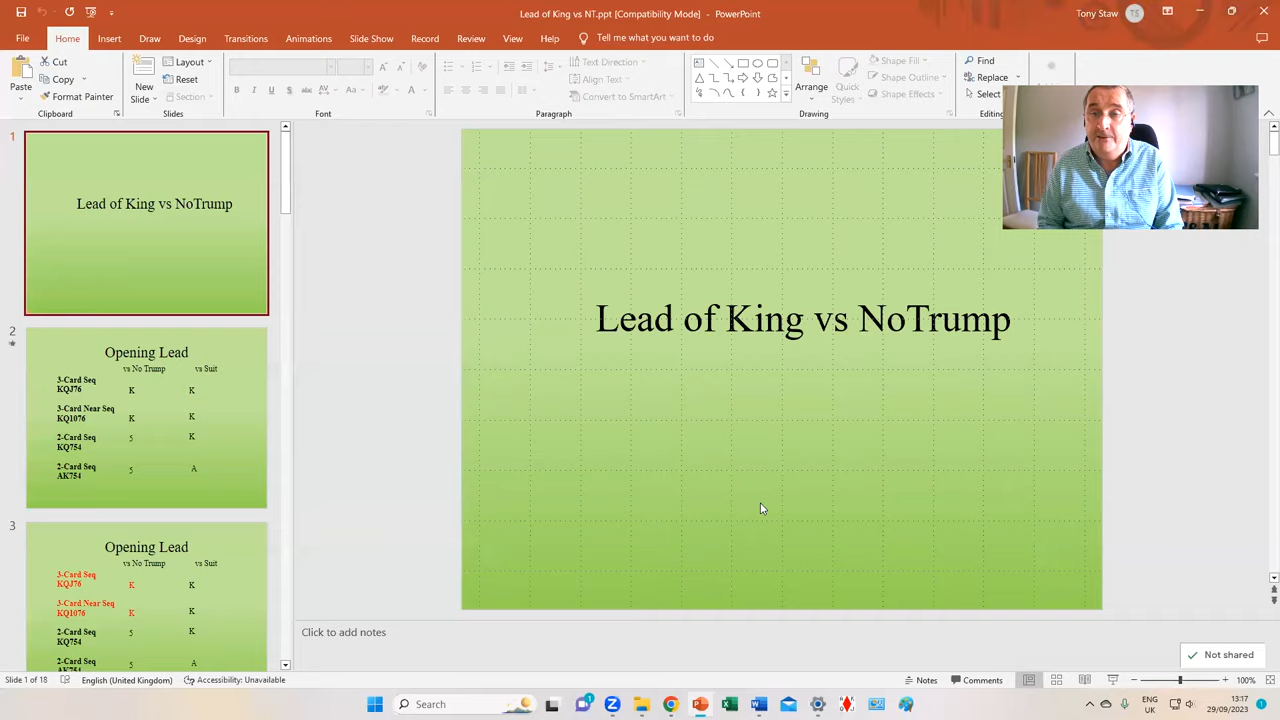 Lead of King vs NT.ppt [Compatibility Mode] - PowerPoint
Tony Staw
TS
File
Home
Insert
Draw
Design
Transitions
Animations
Slide Show
Record
Review
View
Help
Tell me what you want to do
Paste
Cut
Copy
Format Painter
Clipboard
New
Slide
Layout
Reset
Section
Slides
Font
Text Direction
Align Text
Convert to SmartArt
Paragraph
Arrange
Quick
Styles
Shape Fill
Shape Outline
Shape Effects
Drawing
Find
Replace
Select
Editing
1
Lead of King vs NoTrump
2
Opening Lead
vs No Trump vs Suit
3-Card Seq
KQJ76 K K
3-Card Near Seq
KQ1076 K K
2-Card Seq
KQ754 5 K
2-Card Seq
AK754 5 A
3
Opening Lead
vs No Trump vs Suit
3-Card Seq
KQJ76 K K
3-Card Near Seq
KQ1076 K K
2-Card Seq
KQ754 5 K
2-Card Seq
AK754 5 A
Lead of King vs NoTrump
Click to add notes
Not shared
Slide 1 of 18
English (United Kingdom)
Accessibility: Unavailable
Notes
Comments
100%
Search
ENG
UK
13:17
29/09/2023